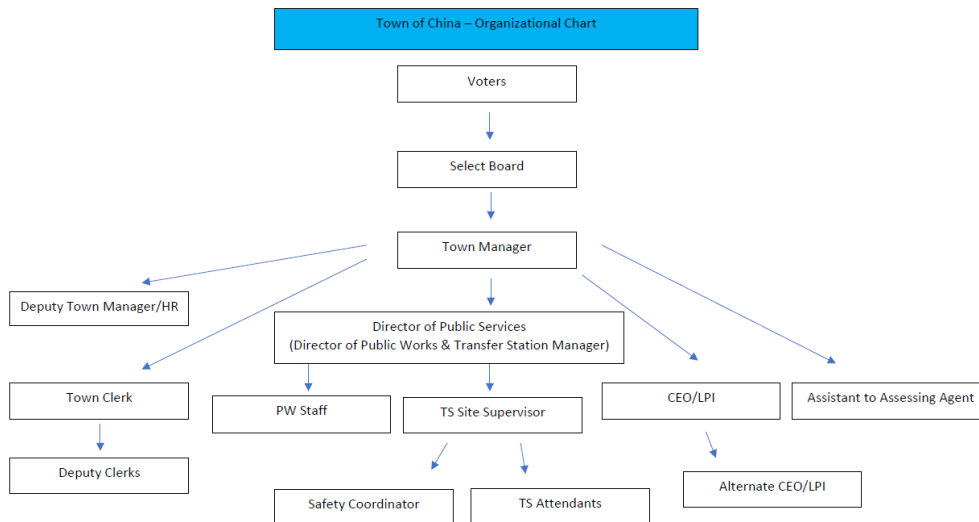 Town of China – Organizational Chart
Voters
Select Board
Town Manager
Deputy Town Manager/HR
Director of Public Services
(Director of Public Works & Transfer Station Manager)
Town Clerk
PW Staff
TS Site Supervisor
CEO/LPI
Assistant to Assessing Agent
Deputy Clerks
Safety Coordinator
TS Attendants
Alternate CEO/LPI